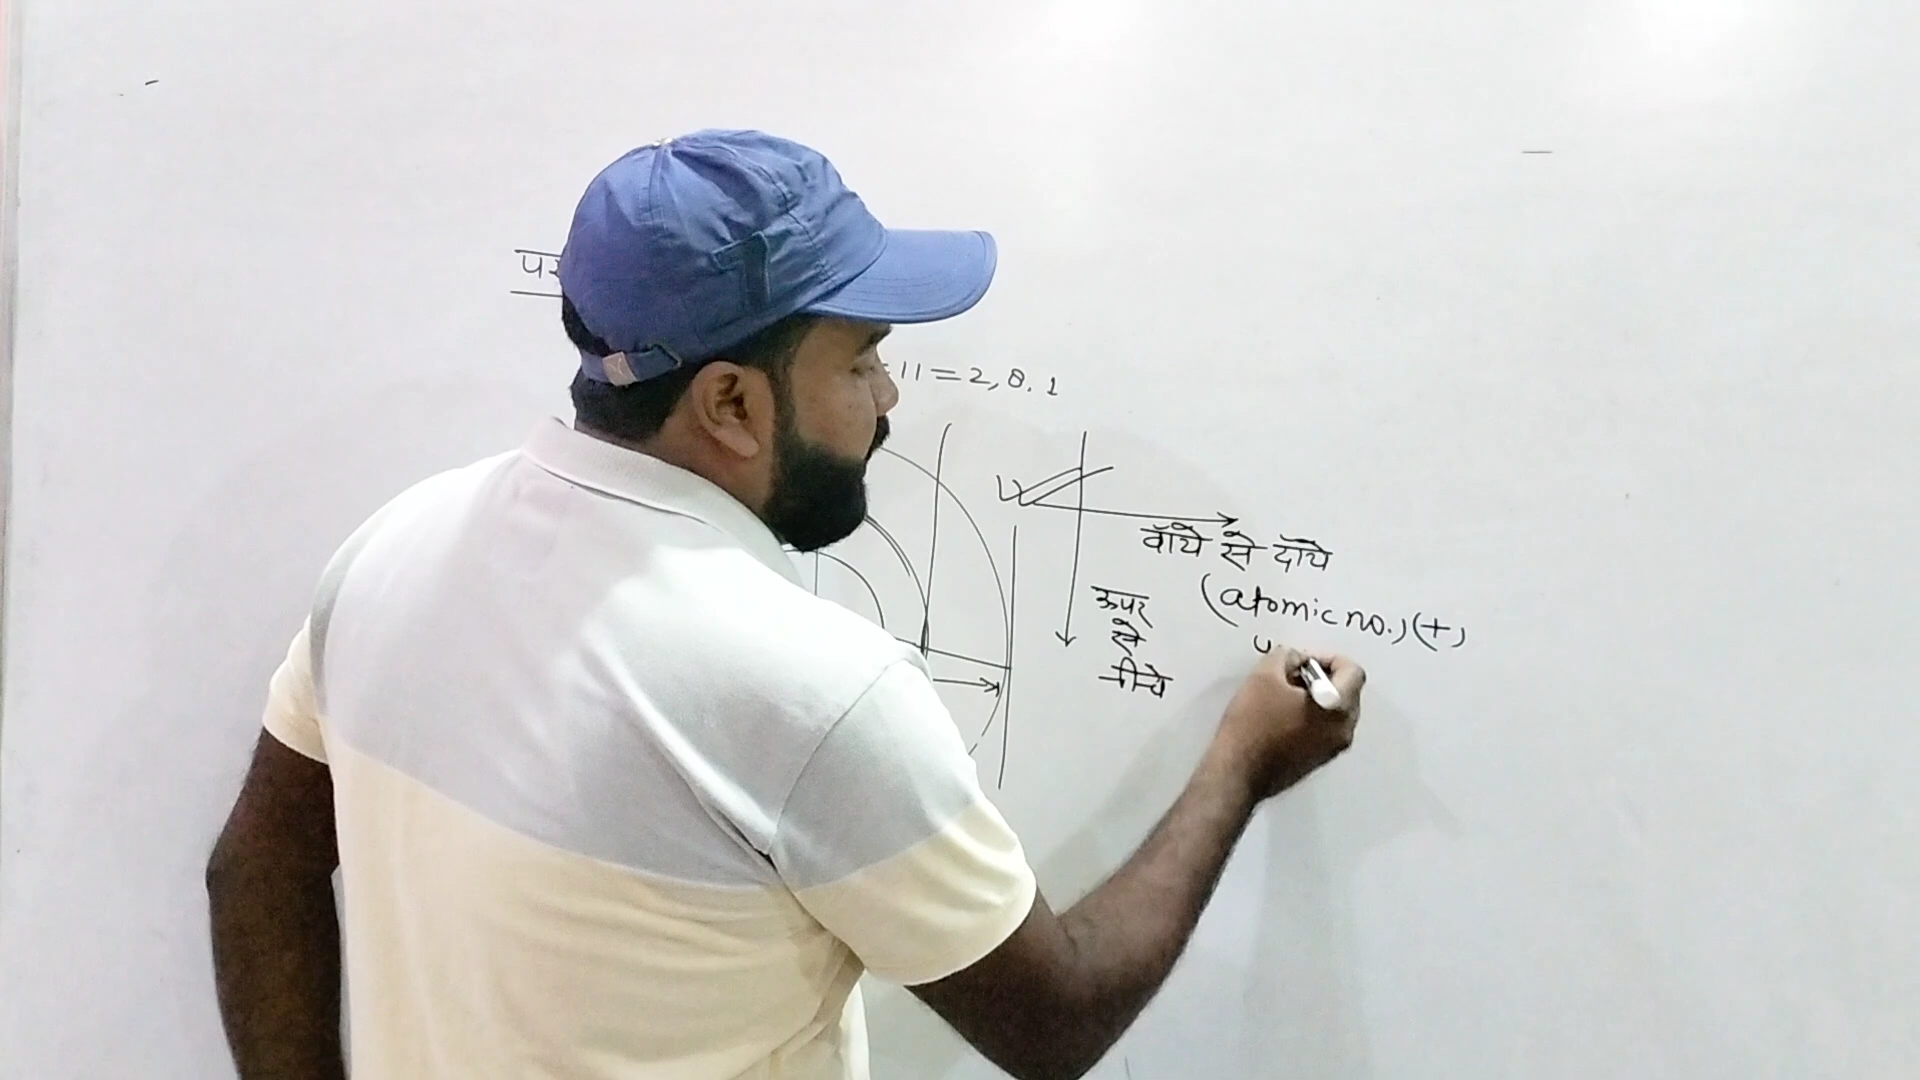 11 = 2, 8. 1
बॉये से दॉये
(atomic no.) (+)
ऊपर
से
नीचे